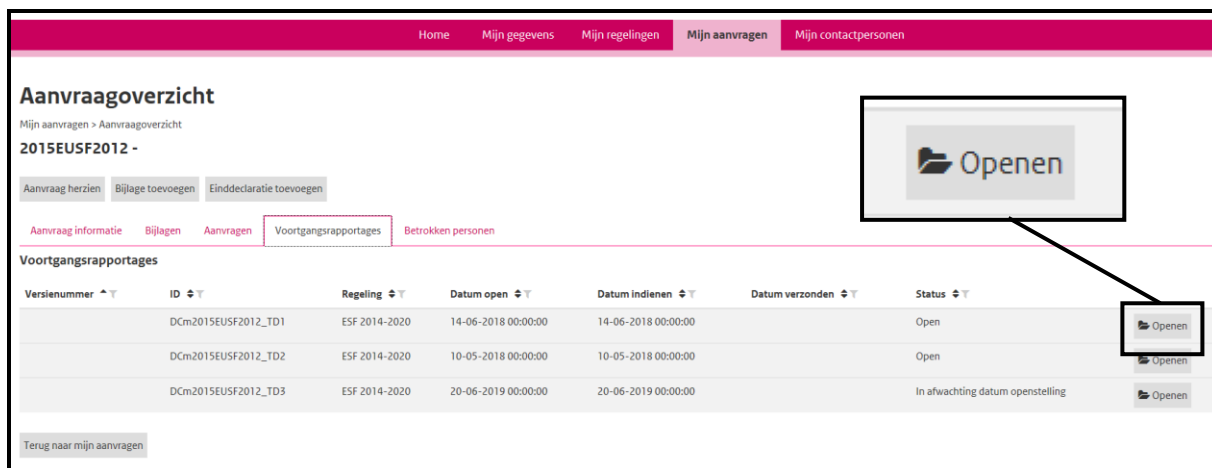 Home Mijn gegevens Mijn regelingen Mijn aanvragen Mijn contactpersonen
Aanvraagoverzicht
Mijn aanvragen > Aanvraagoverzicht
2015EUSF2012 -
Openen
Aanvraag herzien Bijlage toevoegen Einddeclaratie toevoegen
Aanvraag informatie Bijlagen Aanvragen Voortgangsrapportages Betrokken personen
Voortgangsrapportages
Versienummer ID Regeling Datum open Datum indienen Datum verzonden Status
DCm2015EUSF2012_TD1 ESF 2014-2020 14-06-2018 00:00:00 14-06-2018 00:00:00 Open Openen
DCm2015EUSF2012_TD2 ESF 2014-2020 10-05-2018 00:00:00 10-05-2018 00:00:00 Open Openen
DCm2015EUSF2012_TD3 ESF 2014-2020 20-06-2019 00:00:00 20-06-2019 00:00:00 In afwachting datum openstelling Openen
Terug naar mijn aanvragen